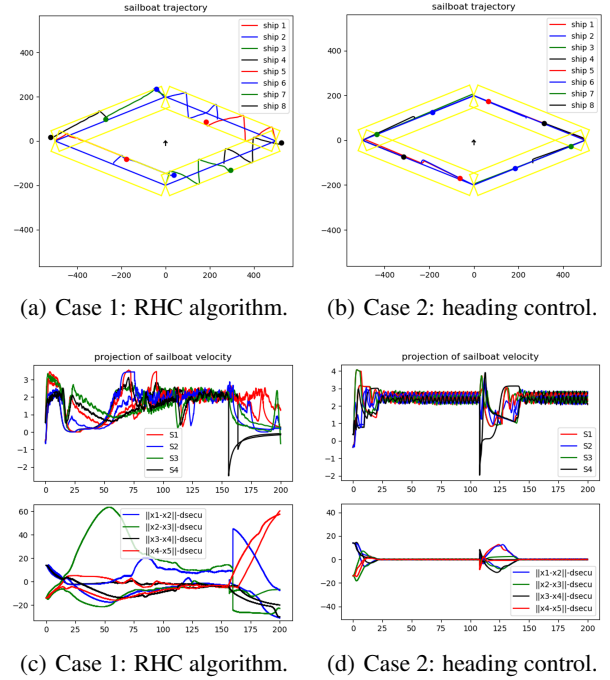 sailboat trajectory
ship 1
ship 2
ship 3
ship 4
ship 5
ship 6
ship 7
ship 8
400
200
0
−200
−400
−400 −200 0 200 400
(a) Case 1: RHC algorithm.
sailboat trajectory
ship 1
ship 2
ship 3
ship 4
ship 5
ship 6
ship 7
ship 8
400
200
0
−200
−400
−400 −200 0 200 400
(b) Case 2: heading control.
projection of sailboat velocity
3
2
1
0
−1
−2
S1
S2
S3
S4
0 25 50 75 100 125 150 175 200
60
40
20
0
−20
||x1-x2||-dsecu
||x2-x3||-dsecu
||x3-x4||-dsecu
||x4-x5||-dsecu
0 25 50 75 100 125 150 175 200
(c) Case 1: RHC algorithm.
projection of sailboat velocity
4
3
2
1
0
−1
−2
S1
S2
S3
S4
0 25 50 75 100 125 150 175 200
40
20
0
−20
−40
||x1-x2||-dsecu
||x2-x3||-dsecu
||x3-x4||-dsecu
||x4-x5||-dsecu
0 25 50 75 100 125 150 175 200
(d) Case 2: heading control.